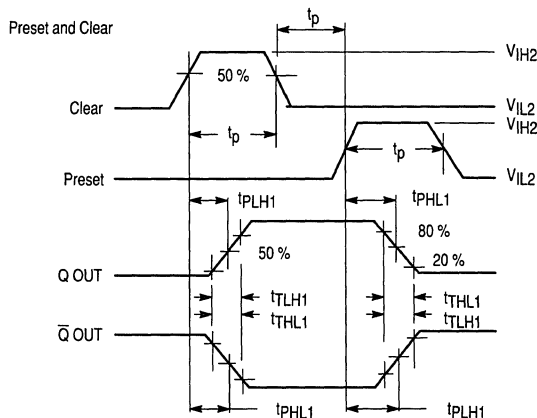 Preset and Clear
tp
VIH2
50 %
Clear
VIL2
tp
VIH2
tp
Preset
VIL2
tPLH1
tPHL1
80 %
50 %
20 %
Q OUT
tTLH1
tTHL1
tTHL1
tTLH1
Q̅ OUT
tPHL1
tPLH1